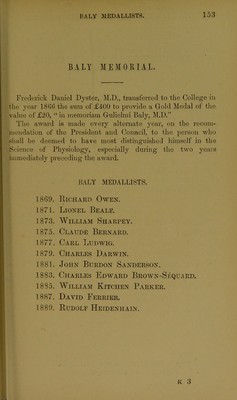 BALY MEDALLISTS. 153
BALY MEMORIAL.
Frederick Daniel Dyster, M.D., transferred to the College in
the year 1866 the sum of £400 to provide a Gold Medal of the
value of £20, “ in memoriam Gulielmi Baly, M.D.”
The award is made every alternate year, on the recom-
mendation of the President and Council, to the person who
shall be deemed to have most distinguished himself in the
Science of Physiology, especially during the two years
immediately preceding the award.
BALY MEDALLISTS.
1869. RICHARD OWEN.
1871. LIONEL BEALE.
1873. WILLIAM SHARPEY.
1875. CLAUDE BERNARD.
1877. CARL LUDWIG.
1879. CHARLES DARWIN.
1881. JOHN BURDON SANDERSON.
1883. CHARLES EDWARD BROWN-SÉQUARD.
1885. WILLIAM KITCHEN PARKER.
1887. DAVID FERRIER.
1889. RUDOLF HEIDENHAIN.
K 3